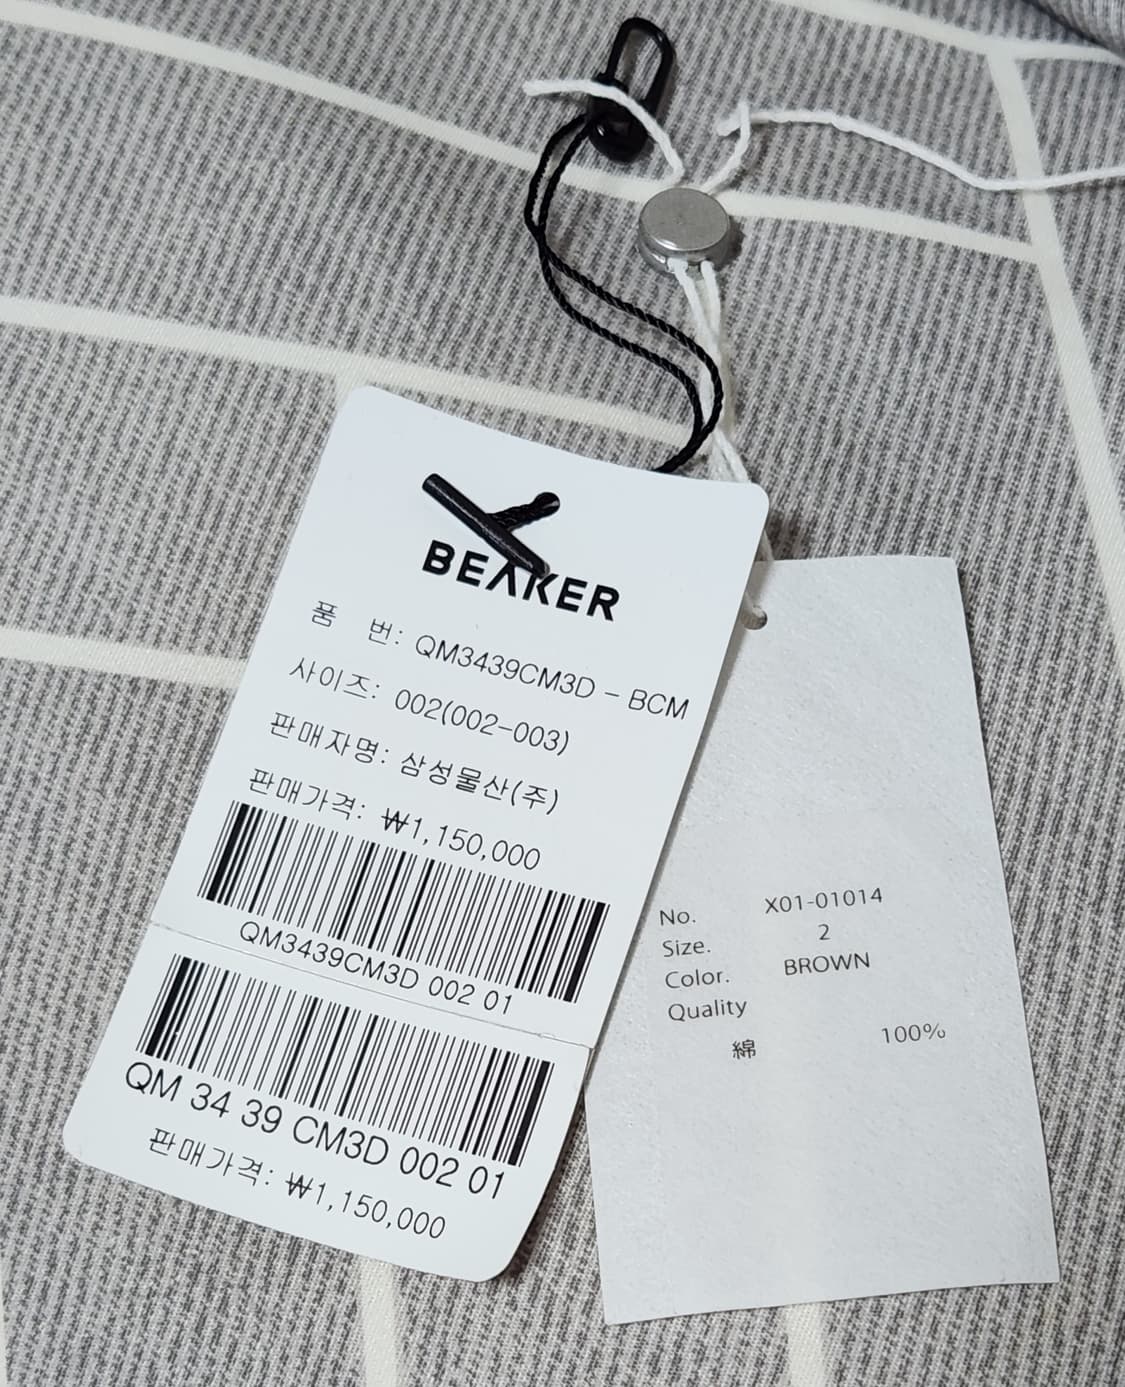 BEAKER
품 번: QM3439CM3D - BCM
사이즈: 002(002-003)
판매자명: 삼성물산(주)
판매가격: ₩1,150,000
QM3439CM3D 002 01
QM 34 39 CM3D 002 01
판매가격: ₩1,150,000
No. X01-01014
Size. 2
Color. BROWN
Quality
綿 100%